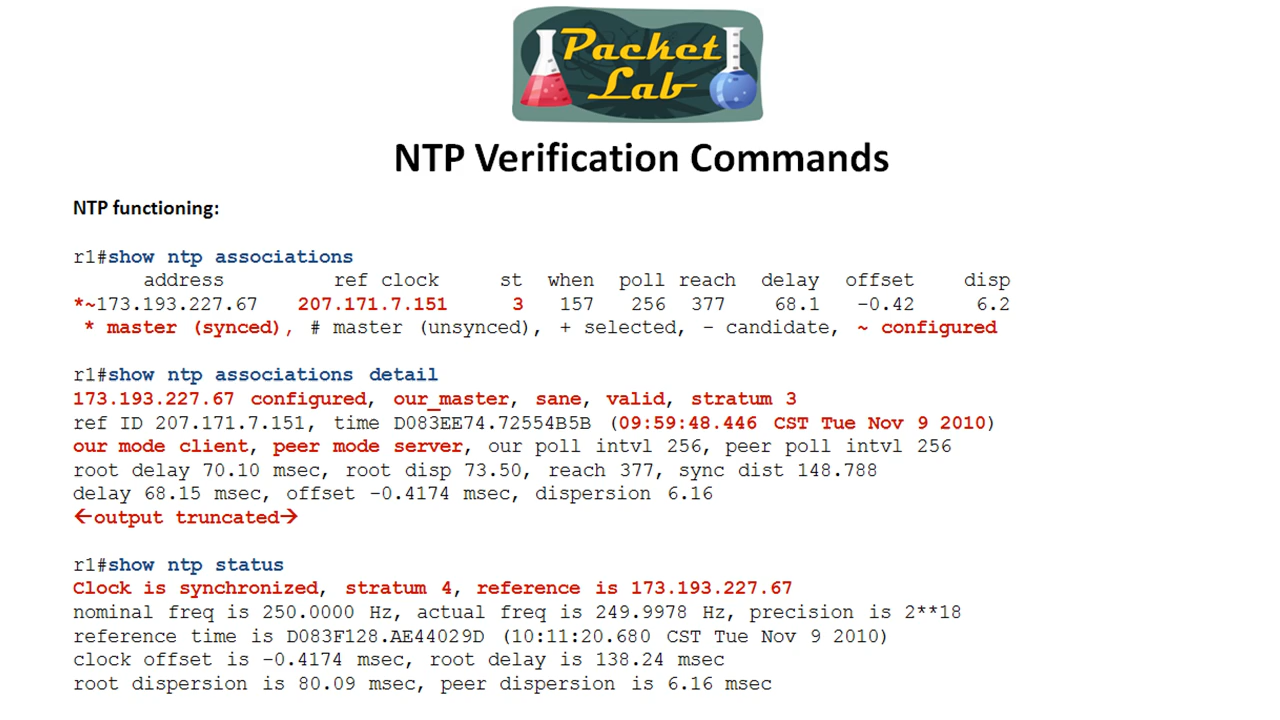 Packet
Lab
NTP Verification Commands
NTP functioning:
r1#show ntp associations
address ref clock st when poll reach delay offset disp
*~173.193.227.67 207.171.7.151 3 157 256 377 68.1 -0.42 6.2
* master (synced), # master (unsynced), + selected, - candidate, ~ configured
r1#show ntp associations detail
173.193.227.67 configured, our_master, sane, valid, stratum 3
ref ID 207.171.7.151, time D083EE74.72554B5B (09:59:48.446 CST Tue Nov 9 2010)
our mode client, peer mode server, our poll intvl 256, peer poll intvl 256
root delay 70.10 msec, root disp 73.50, reach 377, sync dist 148.788
delay 68.15 msec, offset -0.4174 msec, dispersion 6.16
←output truncated→
r1#show ntp status
Clock is synchronized, stratum 4, reference is 173.193.227.67
nominal freq is 250.0000 Hz, actual freq is 249.9978 Hz, precision is 2**18
reference time is D083F128.AE44029D (10:11:20.680 CST Tue Nov 9 2010)
clock offset is -0.4174 msec, root delay is 138.24 msec
root dispersion is 80.09 msec, peer dispersion is 6.16 msec